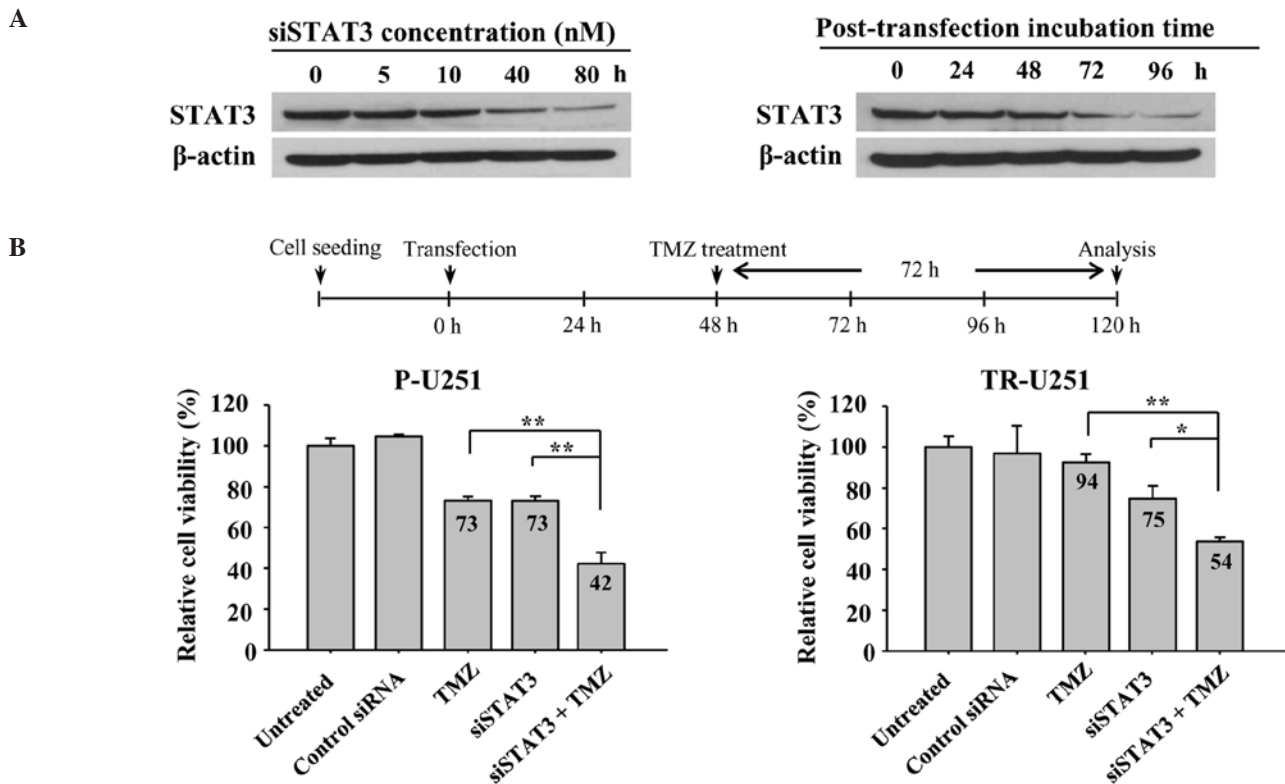 A
siSTAT3 concentration (nM)
0 5 10 40 80 h
STAT3
β-actin
Post-transfection incubation time
0 24 48 72 96 h
STAT3
β-actin
B
Cell seeding Transfection TMZ treatment 72 h Analysis
0 h 24 h 48 h 72 h 96 h 120 h
P-U251
Relative cell viability (%)
120
100
80
60
40
20
0
**
**
73 73 42
Untreated
Control siRNA
TMZ
siSTAT3
siSTAT3 + TMZ
TR-U251
Relative cell viability (%)
120
100
80
60
40
20
0
**
*
94 75 54
Untreated
Control siRNA
TMZ
siSTAT3
siSTAT3 + TMZ